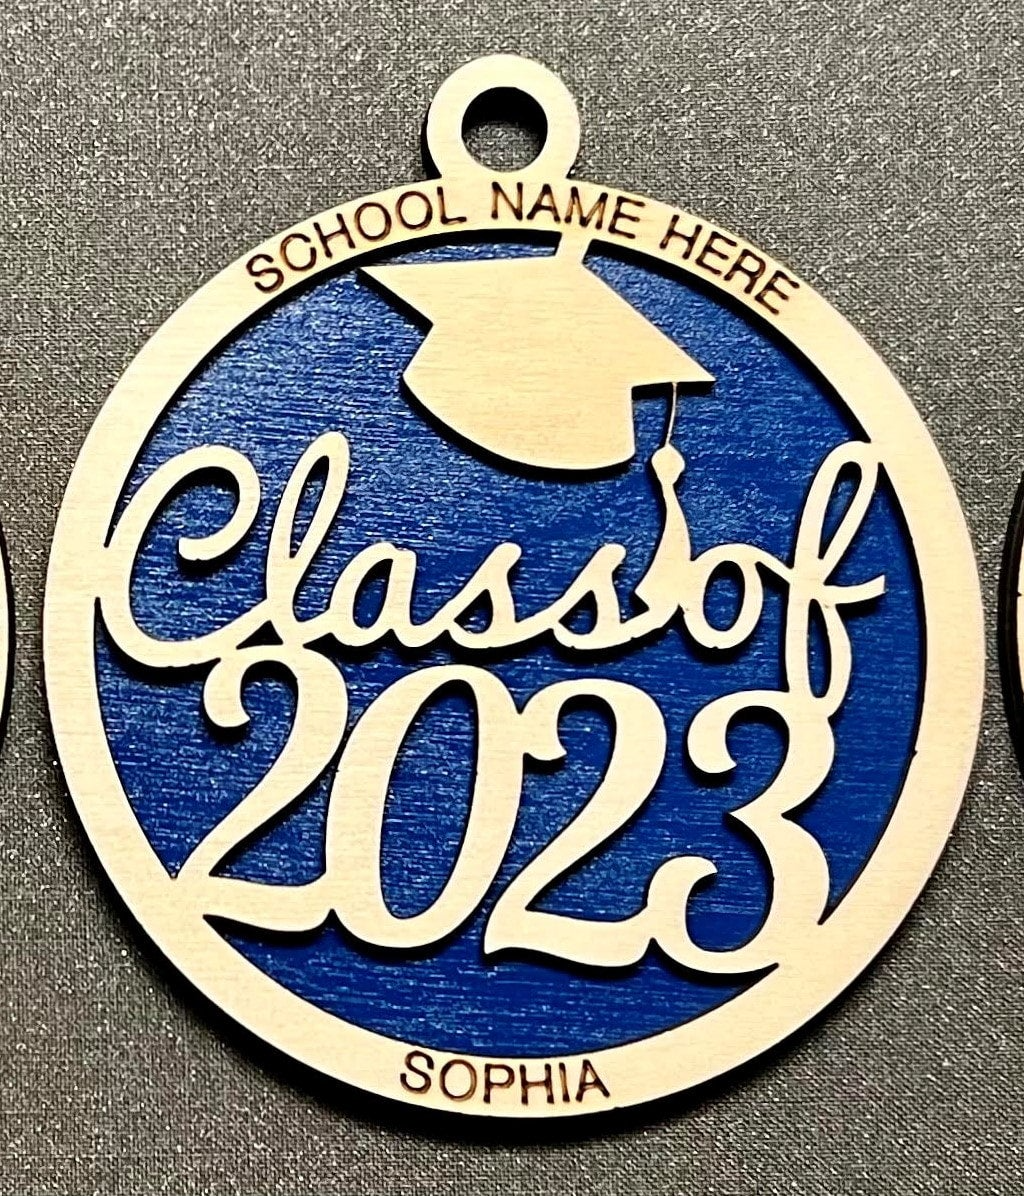 SCHOOL NAME HERE
Class of
2023
SOPHIA